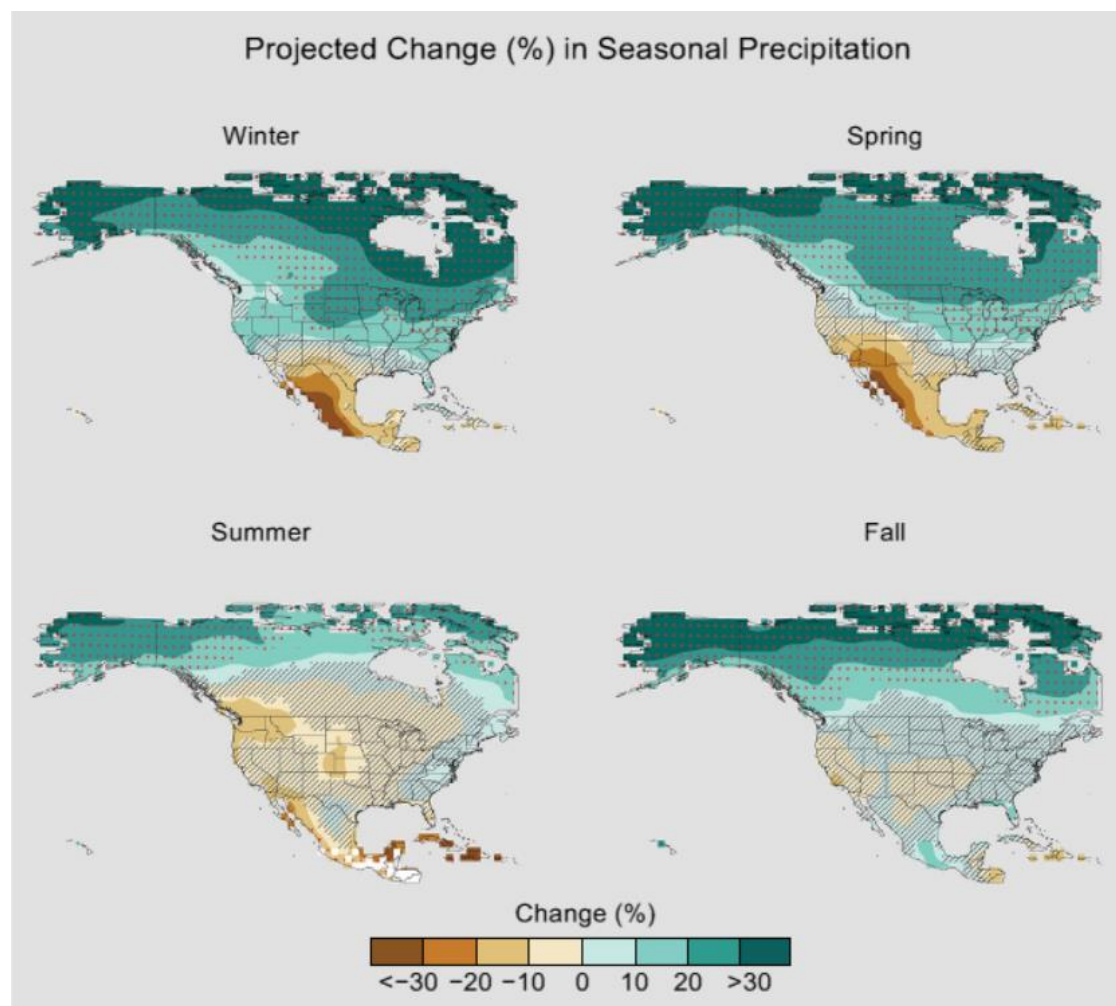 Projected Change (%) in Seasonal Precipitation
Winter
Spring
Summer
Fall
Change (%)
<−30 −20 −10 0 10 20 >30